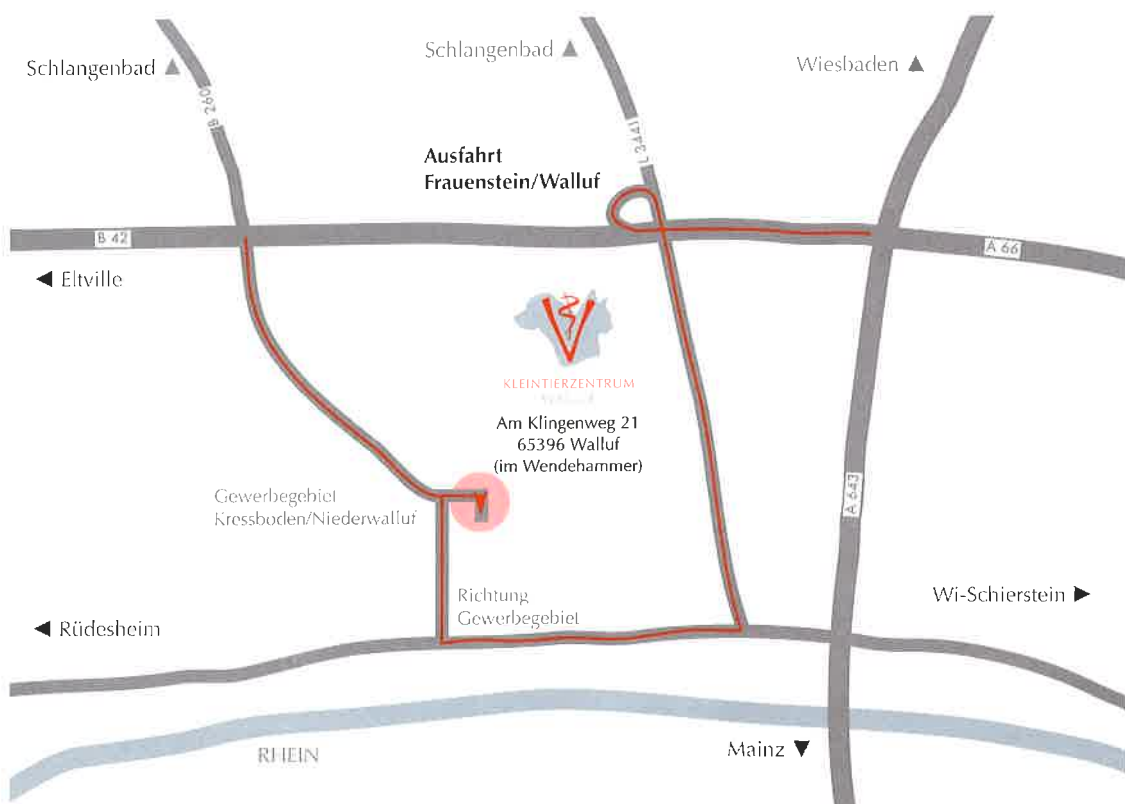 Schlangenbad ▲
Schlangenbad ▲
Wiesbaden ▲
B 260
L 3441
Ausfahrt
Frauenstein/Walluf
B 42
A 66
◄ Eltville
KLEINTIERZENTRUM
Am Klingenweg 21
65396 Walluf
(im Wendehammer)
Gewerbegebiet
Kressboden/Niederwalluf
A 643
Richtung
Gewerbegebiet
Wi-Schierstein ►
◄ Rüdesheim
RHEIN
Mainz ▼